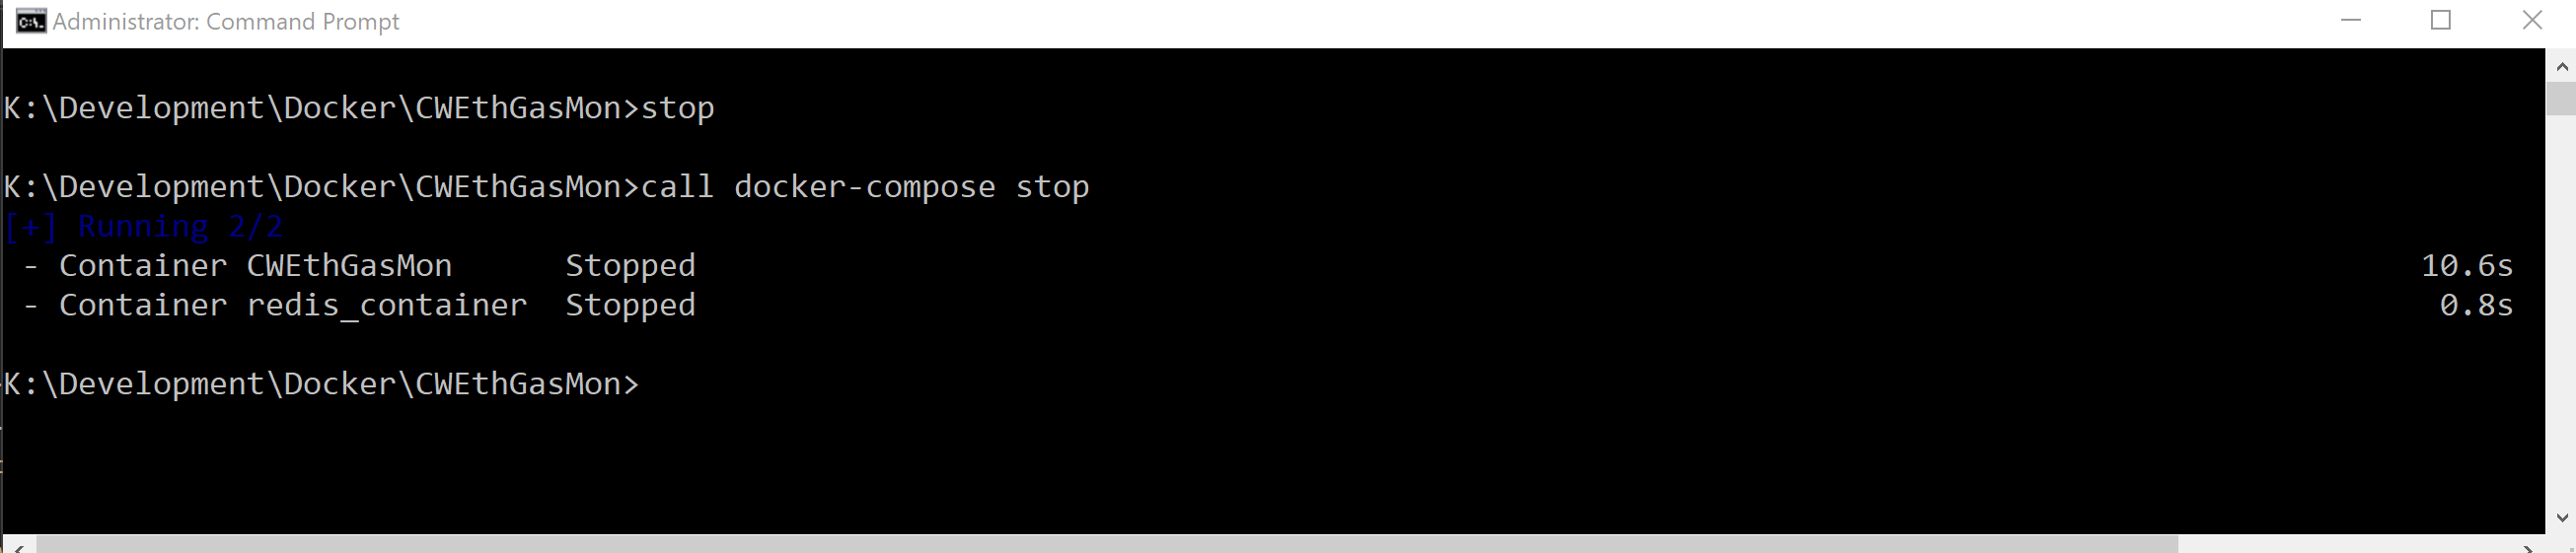 Administrator: Command Prompt
K:\Development\Docker\CWEthGasMon>stop
K:\Development\Docker\CWEthGasMon>call docker-compose stop
[+] Running 2/2
- Container CWEthGasMon Stopped 10.6s
- Container redis_container Stopped 0.8s
K:\Development\Docker\CWEthGasMon>